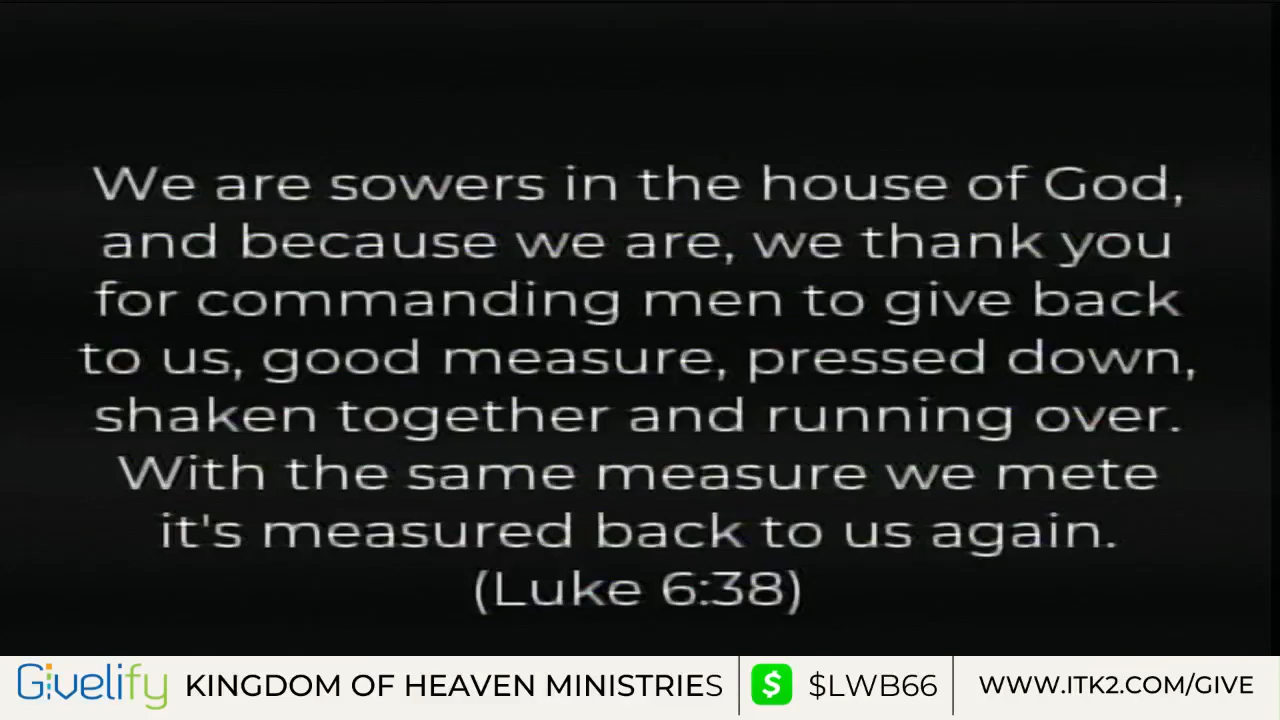 We are sowers in the house of God,
and because we are, we thank you
for commanding men to give back
to us, good measure, pressed down,
shaken together and running over.
With the same measure we mete
it's measured back to us again.
(Luke 6:38)
Givelify KINGDOM OF HEAVEN MINISTRIES $ $LWB66 WWW.ITK2.COM/GIVE